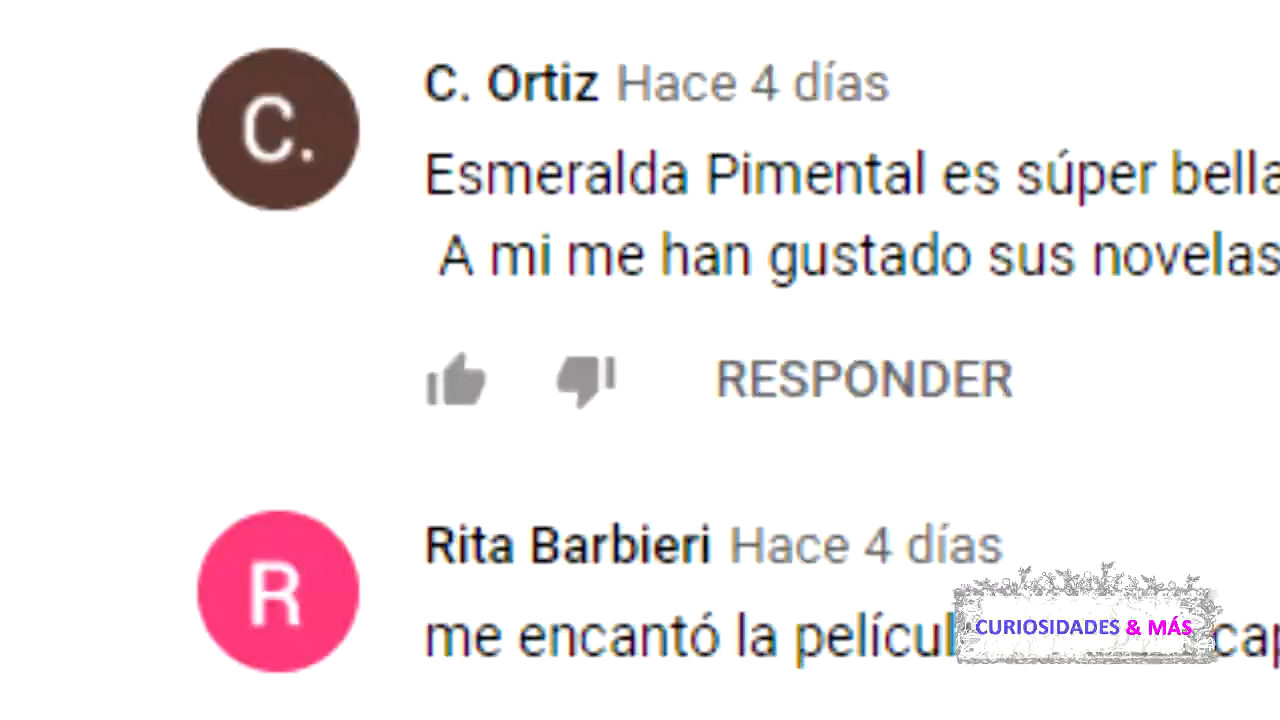 C.
C. Ortiz Hace 4 días
Esmeralda Pimental es súper bella
A mi me han gustado sus novelas
RESPONDER
R
Rita Barbieri Hace 4 días
me encantó la
CURIOSIDADES & MÁS